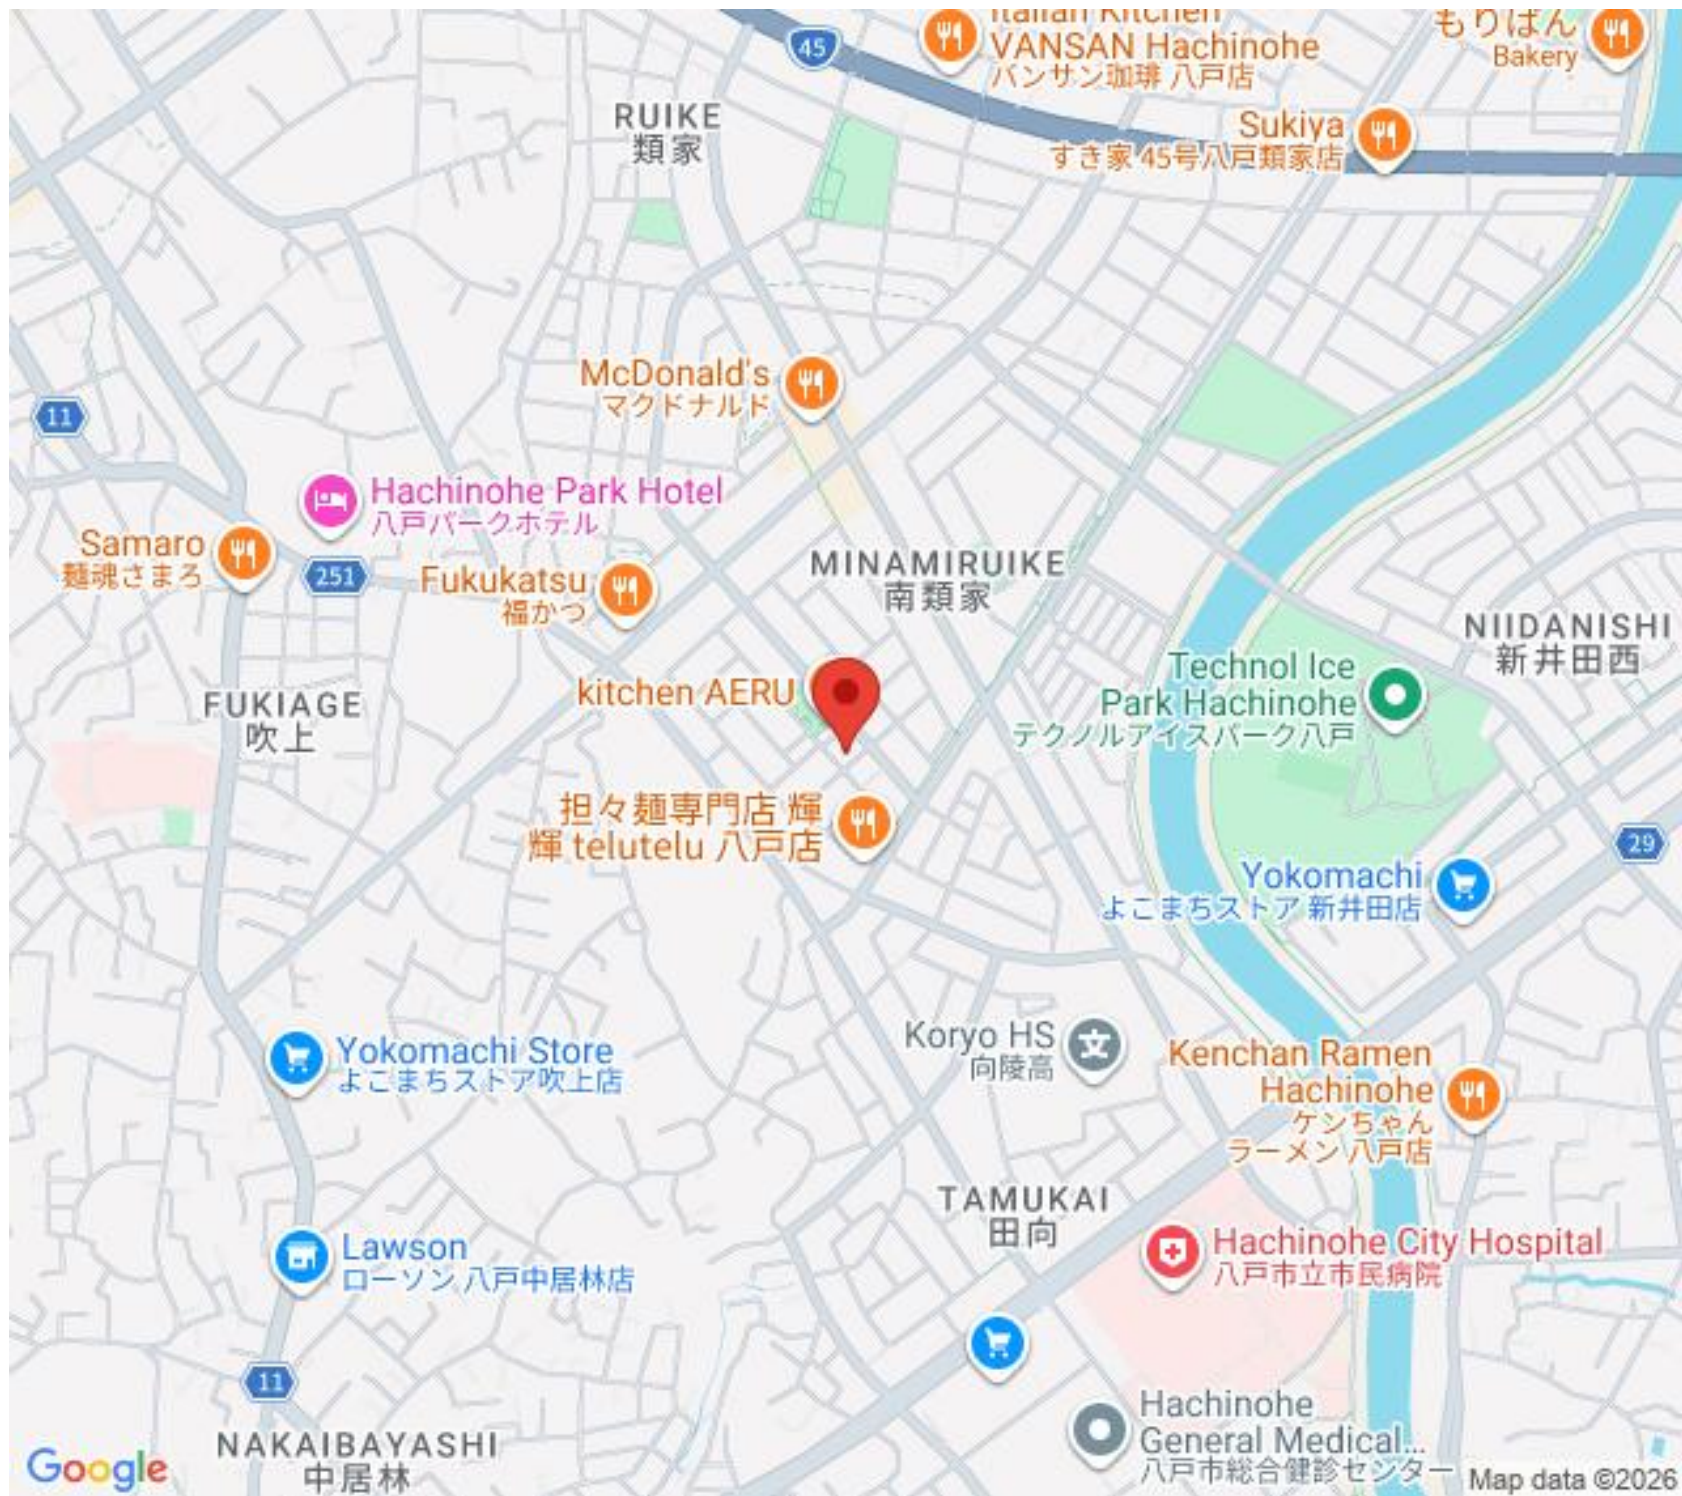 45
Italian Kitchen
VANSAN Hachinohe
バンサン珈琲 八戸店
もりぱん
Bakery
RUIKE
類家
Sukiya
すき家 45号八戸類家店
McDonald's
マクドナルド
11
Hachinohe Park Hotel
八戸パークホテル
Samaro
麺魂さまろ
251
Fukukatsu
福かつ
MINAMIRUIKE
南類家
NIIDANISHI
新井田西
Technol Ice
Park Hachinohe
テクノルアイスパーク八戸
kitchen AERU
FUKIAGE
吹上
担々麺専門店 輝
輝 telutelu 八戸店
29
Yokomachi
よこまちストア 新井田店
Koryo HS
向陵高
文
Yokomachi Store
よこまちストア吹上店
Kenchan Ramen
Hachinohe
ケンちゃん
ラーメン 八戸店
TAMUKAI
田向
Hachinohe City Hospital
八戸市立市民病院
Lawson
ローソン 八戸中居林店
11
Hachinohe
General Medical...
八戸市総合健診センター
NAKAIBAYASHI
中居林
Google
Map data ©2026